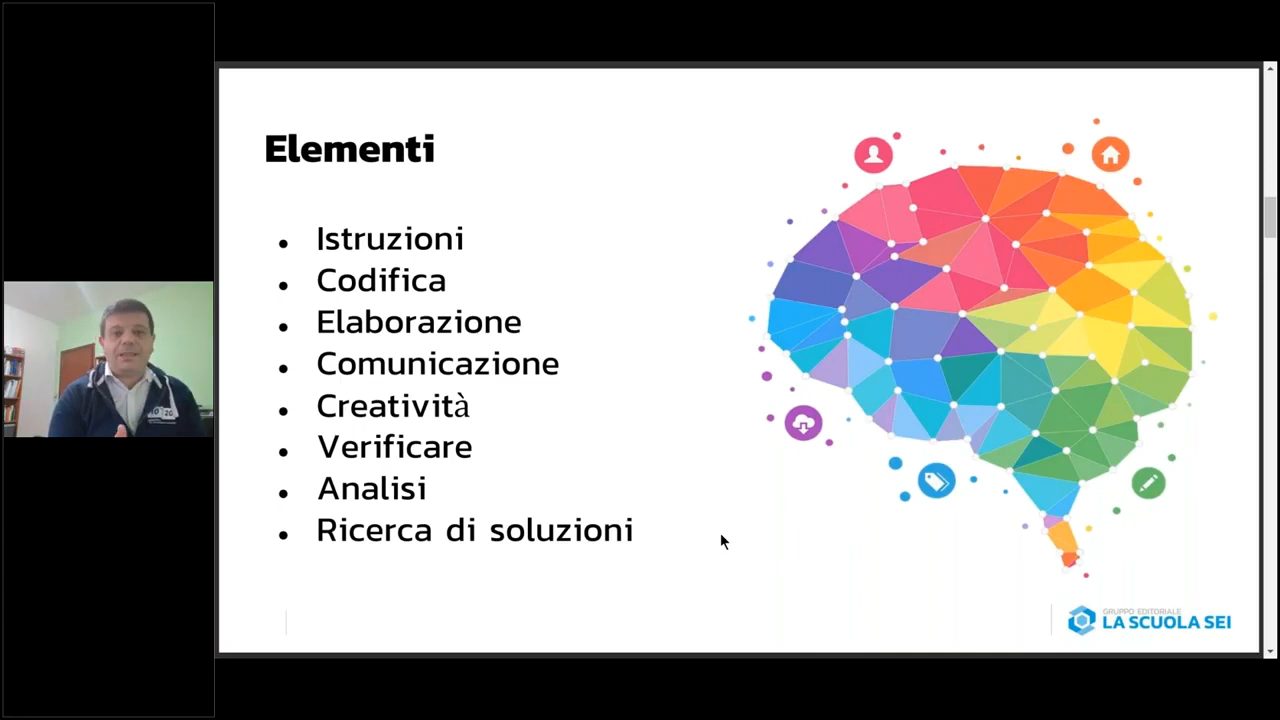 Elementi
• Istruzioni
• Codifica
• Elaborazione
• Comunicazione
• Creatività
• Verificare
• Analisi
• Ricerca di soluzioni
GRUPPO EDITORIALE
LA SCUOLA SEI